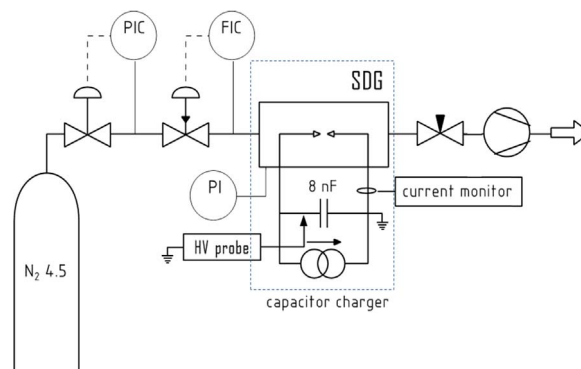 PIC
FIC
SDG
PI
8 nF
current monitor
HV probe
N₂ 4.5
capacitor charger